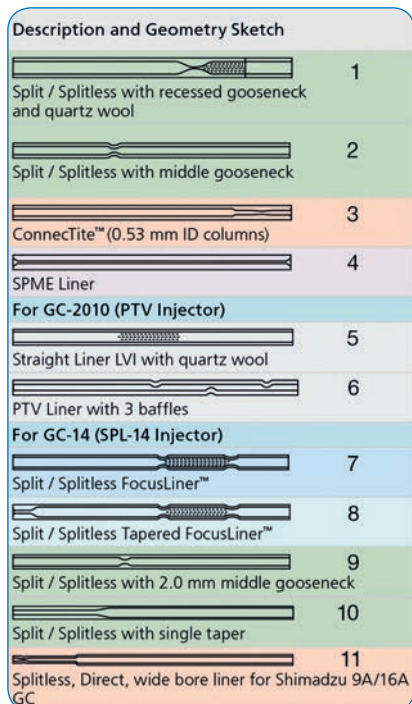 Description and Geometry Sketch
1
Split / Splitless with recessed gooseneck
and quartz wool
2
Split / Splitless with middle gooseneck
3
ConnecTite™ (0.53 mm ID columns)
4
SPME Liner
For GC-2010 (PTV Injector)
5
Straight Liner LVI with quartz wool
6
PTV Liner with 3 baffles
For GC-14 (SPL-14 Injector)
7
Split / Splitless FocusLiner™
8
Split / Splitless Tapered FocusLiner™
9
Split / Splitless with 2.0 mm middle gooseneck
10
Split / Splitless with single taper
11
Splitless, Direct, wide bore liner for Shimadzu 9A/16A
GC